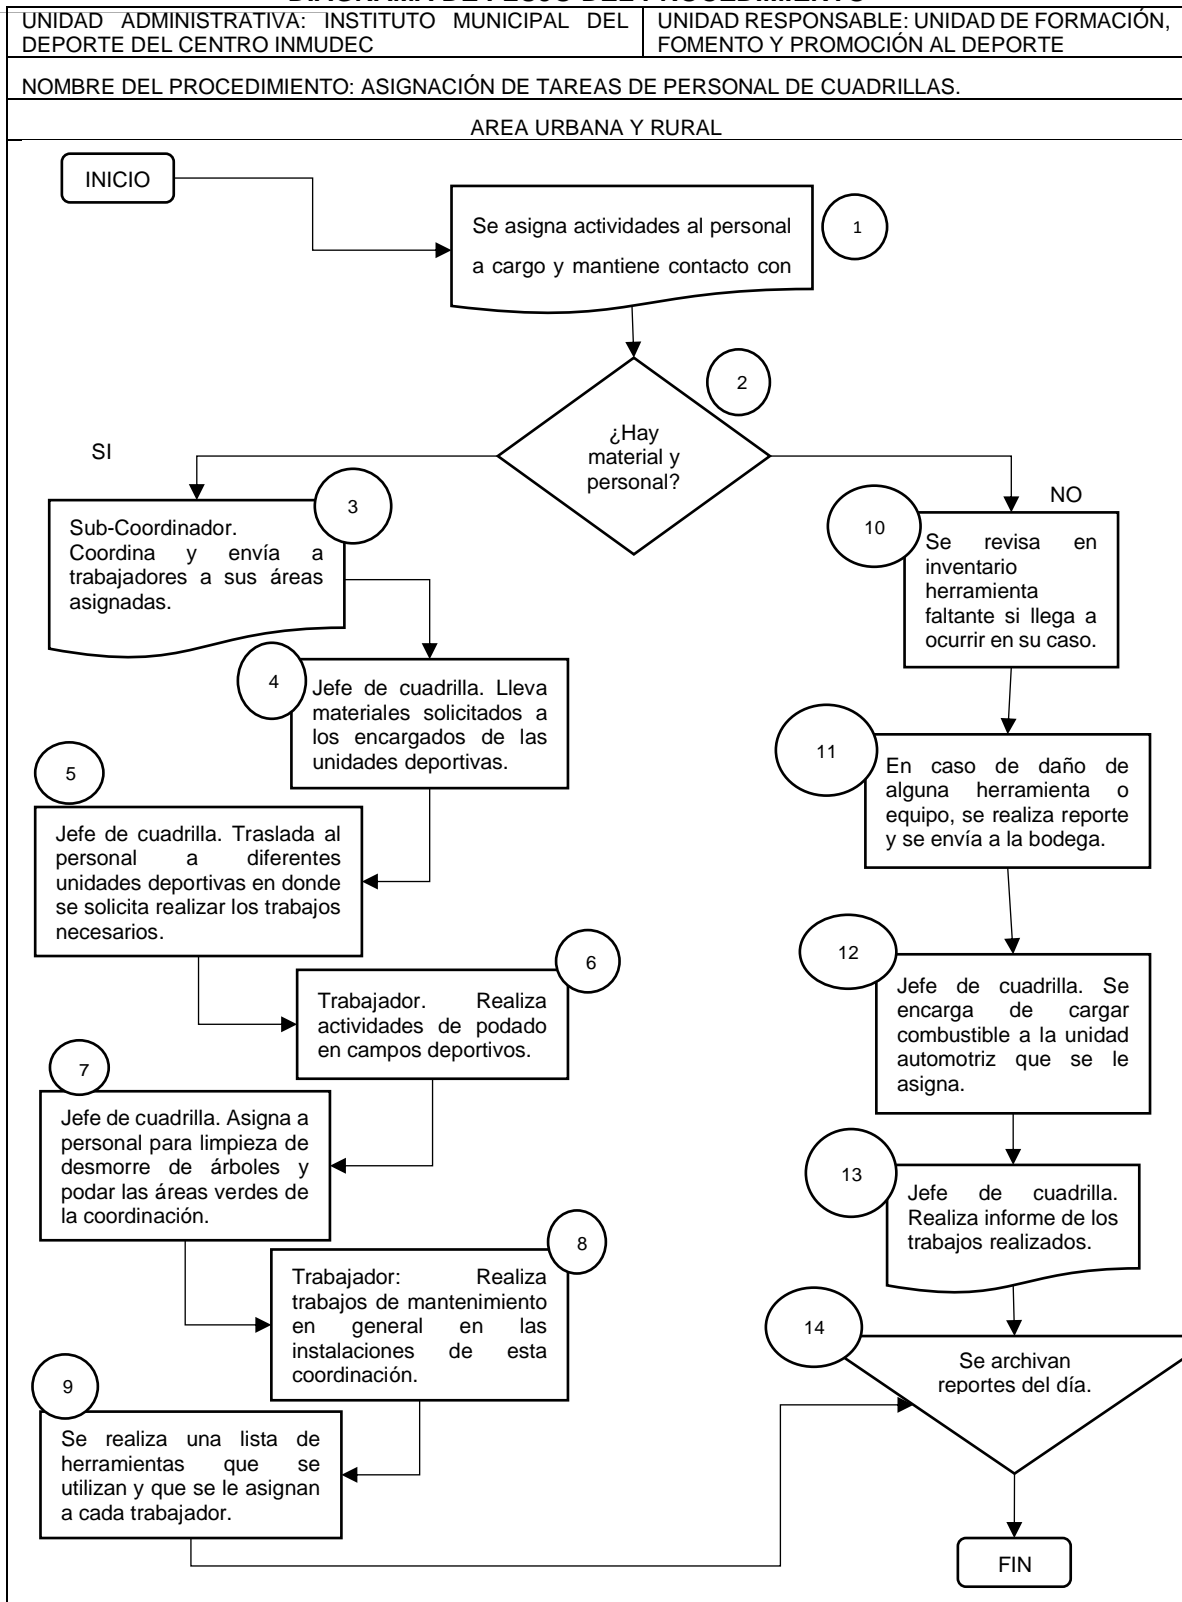 DIAGRAMA DE FLUJO DEL PROCEDIMIENTO
UNIDAD ADMINISTRATIVA: INSTITUTO MUNICIPAL DEL
DEPORTE DEL CENTRO INMUDEC
UNIDAD RESPONSABLE: UNIDAD DE FORMACIÓN,
FOMENTO Y PROMOCIÓN AL DEPORTE
NOMBRE DEL PROCEDIMIENTO: ASIGNACIÓN DE TAREAS DE PERSONAL DE CUADRILLAS.
AREA URBANA Y RURAL
INICIO
1
Se asigna actividades al personal
a cargo y mantiene contacto con
2
¿Hay
material y
personal?
SI
NO
3
Sub-Coordinador.
Coordina y envía a
trabajadores a sus áreas
asignadas.
4
Jefe de cuadrilla. Lleva
materiales solicitados a
los encargados de las
unidades deportivas.
5
Jefe de cuadrilla. Traslada al
personal a diferentes
unidades deportivas en donde
se solicita realizar los trabajos
necesarios.
6
Trabajador. Realiza
actividades de podado
en campos deportivos.
7
Jefe de cuadrilla. Asigna a
personal para limpieza de
desmorre de árboles y
podar las áreas verdes de
la coordinación.
8
Trabajador: Realiza
trabajos de mantenimiento
en general en las
instalaciones de esta
coordinación.
9
Se realiza una lista de
herramientas que se
utilizan y que se le asignan
a cada trabajador.
10
Se revisa en
inventario
herramienta
faltante si llega a
ocurrir en su caso.
11
En caso de daño de
alguna herramienta o
equipo, se realiza reporte
y se envía a la bodega.
12
Jefe de cuadrilla. Se
encarga de cargar
combustible a la unidad
automotriz que se le
asigna.
13
Jefe de cuadrilla.
Realiza informe de los
trabajos realizados.
14
Se archivan
reportes del día.
FIN